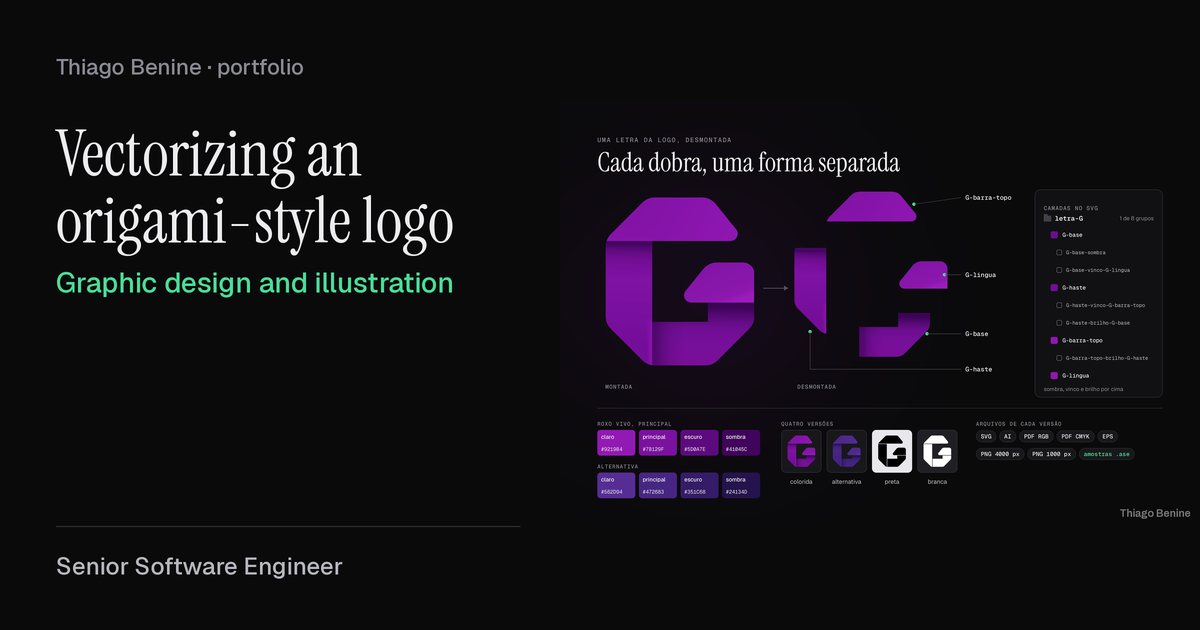 Thiago Benine · portfolio
Vectorizing an
origami-style logo
Graphic design and illustration
Senior Software Engineer
UMA LETRA DA LOGO, DESMONTADA
Cada dobra, uma forma separada
G-barra-topo
G-lingua
G-base
G-haste
MONTADA
DESMONTADA
CAMADAS NO SVG
letra-G
1 de 8 grupos
G-base
G-base-sombra
G-base-vinco-G-lingua
G-haste
G-haste-vinco-G-barra-topo
G-haste-brilho-G-base
G-barra-topo
G-barra-topo-brilho-G-haste
G-lingua
sombra, vinco e brilho por cima
ROXO VIVO, PRINCIPAL
claro
principal
escuro
sombra
#921984
#78129F
#5D0A7E
#41045C
ALTERNATIVA
claro
principal
escuro
sombra
#562D94
#472683
#351C68
#24134D
QUATRO VERSÕES
colorida
alternativa
preta
branca
ARQUIVOS DE CADA VERSÃO
SVG
AI
PDF RGB
PDF CMYK
EPS
PNG 4000 px
PNG 1000 px
amostras .ase
Thiago Benine